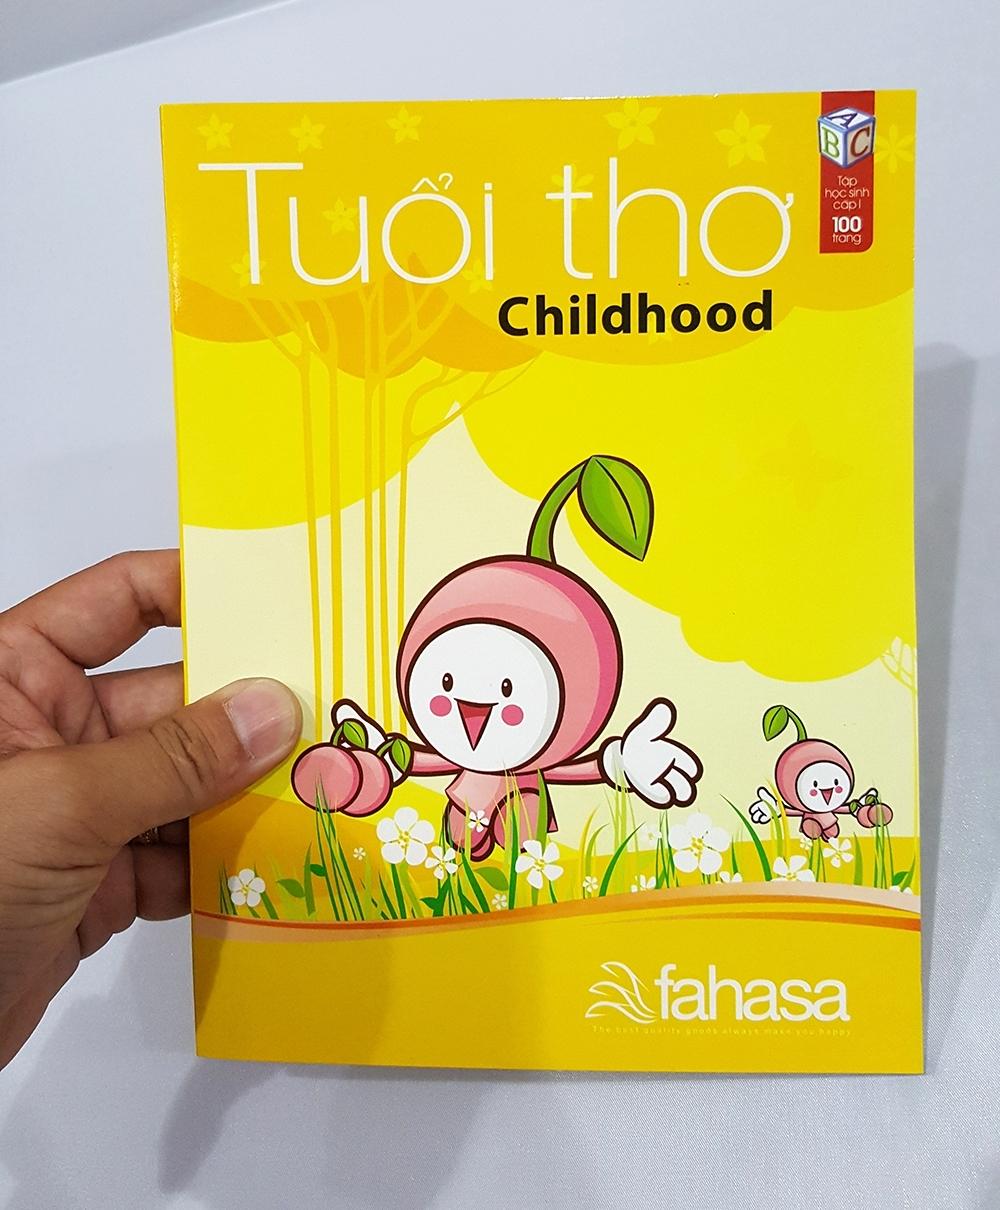 Tuổi thơ
Childhood
A
B C
Tập
học sinh
cấp I
100
trang
fahasa
The best quality goods always make you happy